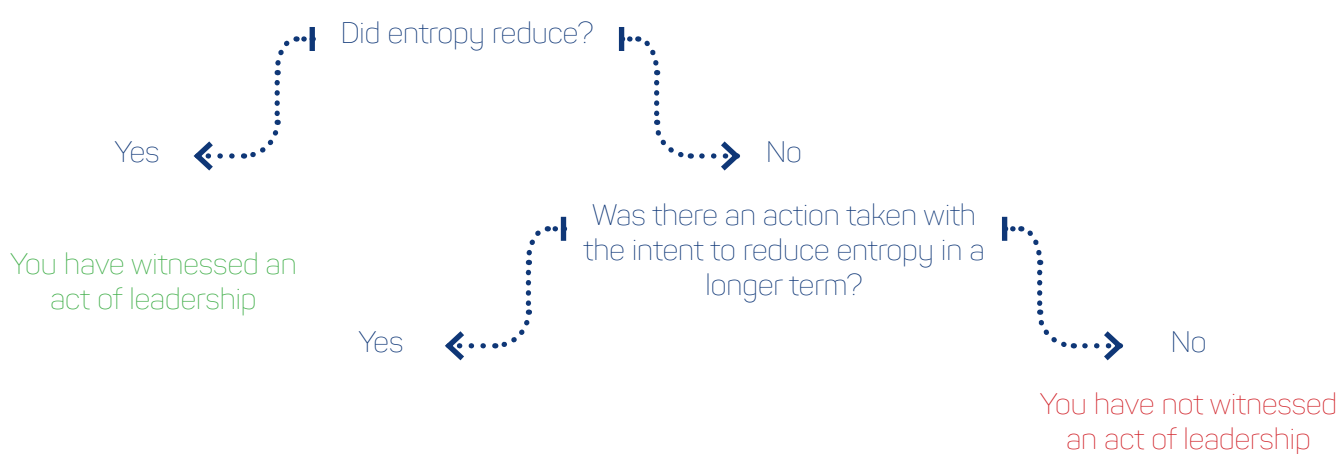 Did entropy reduce?
Yes
No
Was there an action taken with
the intent to reduce entropy in a
longer term?
You have witnessed an
act of leadership
Yes
No
You have not witnessed
an act of leadership